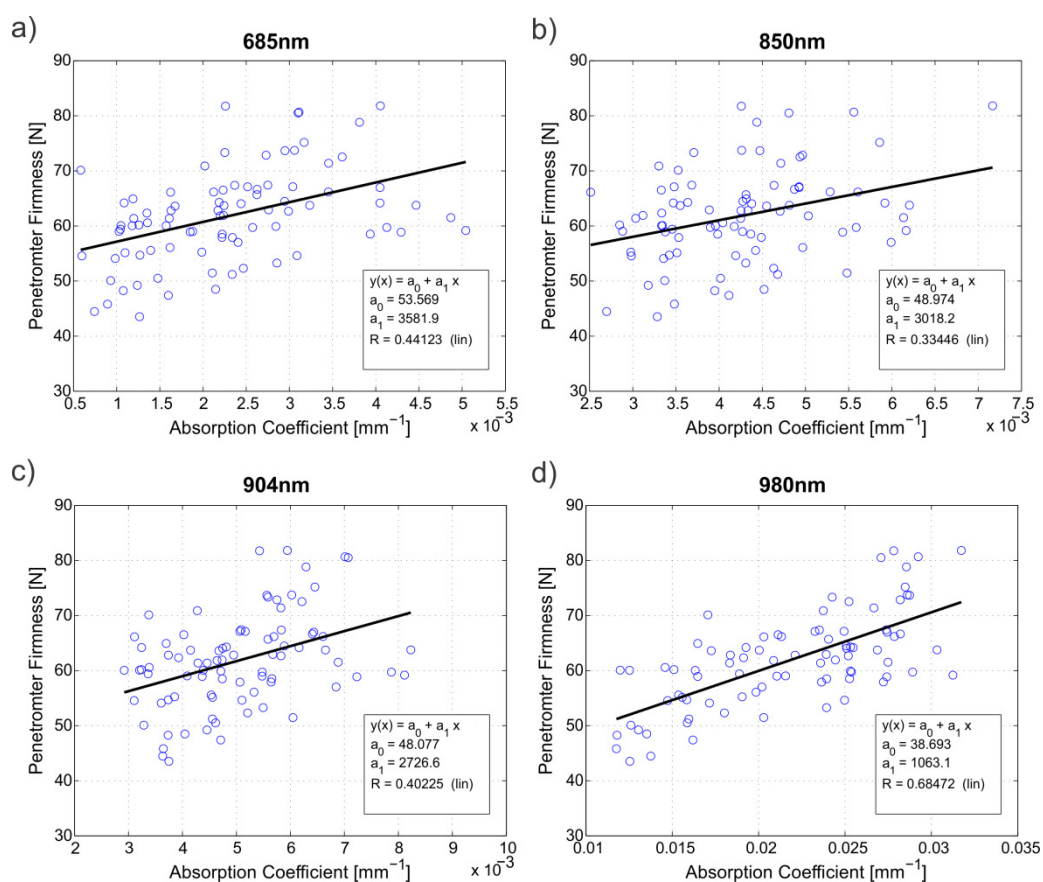 a)
685nm
Penetromter Firmness [N]
90
80
70
60
50
40
30
y(x) = a₀ + a₁ x
a₀ = 53.569
a₁ = 3581.9
R = 0.44123 (lin)
0.5 1 1.5 2 2.5 3 3.5 4 4.5 5 5.5
Absorption Coefficient [mm⁻¹]
x 10⁻³
b)
850nm
Penetromter Firmness [N]
90
80
70
60
50
40
30
y(x) = a₀ + a₁ x
a₀ = 48.974
a₁ = 3018.2
R = 0.33446 (lin)
2.5 3 3.5 4 4.5 5 5.5 6 6.5 7 7.5
Absorption Coefficient [mm⁻¹]
x 10⁻³
c)
904nm
Penetromter Firmness [N]
90
80
70
60
50
40
30
y(x) = a₀ + a₁ x
a₀ = 48.077
a₁ = 2726.6
R = 0.40225 (lin)
2 3 4 5 6 7 8 9 10
Absorption Coefficient [mm⁻¹]
x 10⁻³
d)
980nm
Penetromter Firmness [N]
90
80
70
60
50
40
30
y(x) = a₀ + a₁ x
a₀ = 38.693
a₁ = 1063.1
R = 0.68472 (lin)
0.01 0.015 0.02 0.025 0.03 0.035
Absorption Coefficient [mm⁻¹]